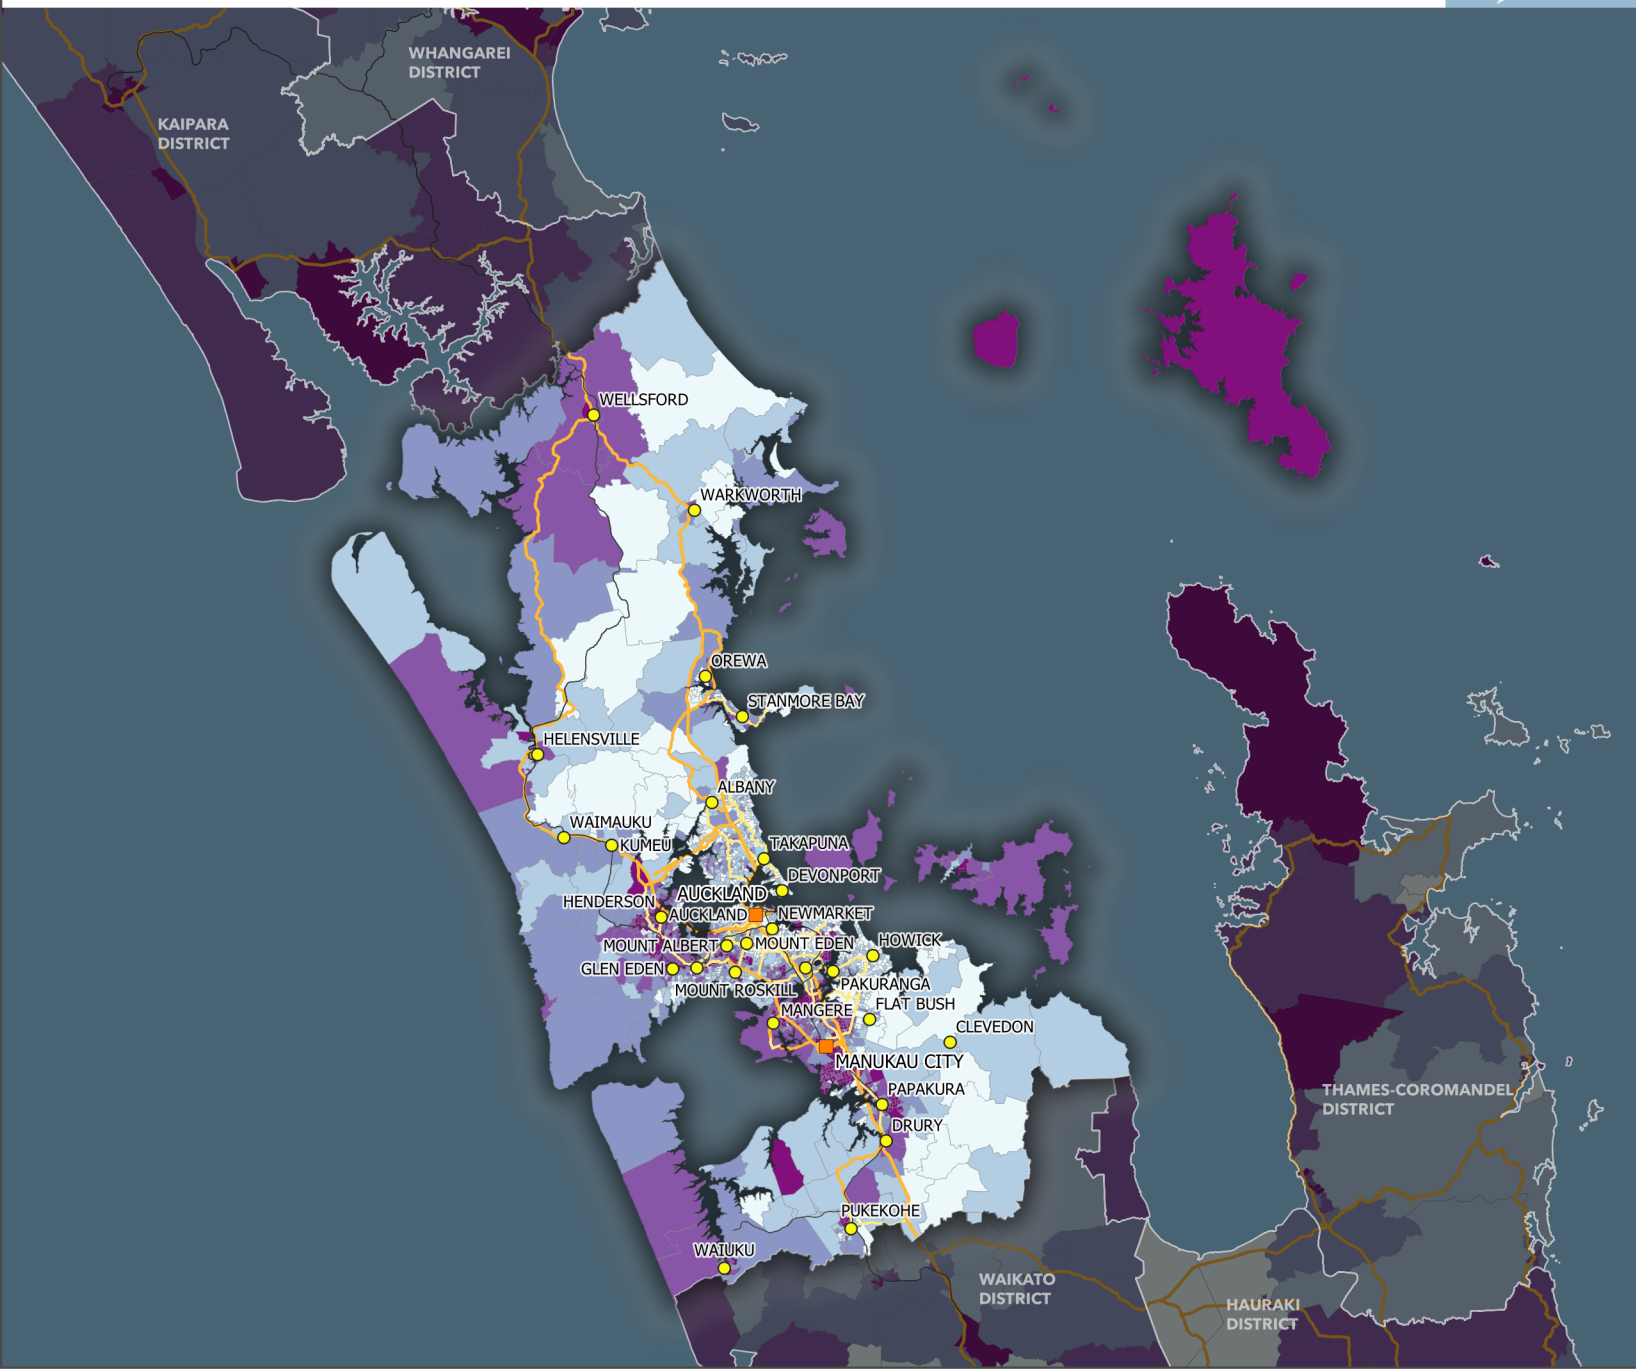 WHANGAREI
DISTRICT
KAIPARA
DISTRICT
WELLSFORD
WARKWORTH
OREWA
STANMORE BAY
HELENSVILLE
ALBANY
WAIMAUKU
KUMEŪ
TAKAPUNA
DEVONPORT
HENDERSON
AUCKLAND
AUCKLAND
NEWMARKET
MOUNT ALBERT
MOUNT EDEN
HOWICK
GLEN EDEN
MOUNT ROSKILL
PAKURANGA
FLAT BUSH
MANGERE
CLEVEDON
MANUKAU CITY
PAPAKURA
DRURY
THAMES-COROMANDEL
DISTRICT
PUKEKOHE
WAIUKU
WAIKATO
DISTRICT
HAURAKI
DISTRICT